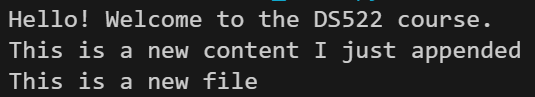 Hello! Welcome to the DS522 course.
This is a new content I just appended
This is a new file